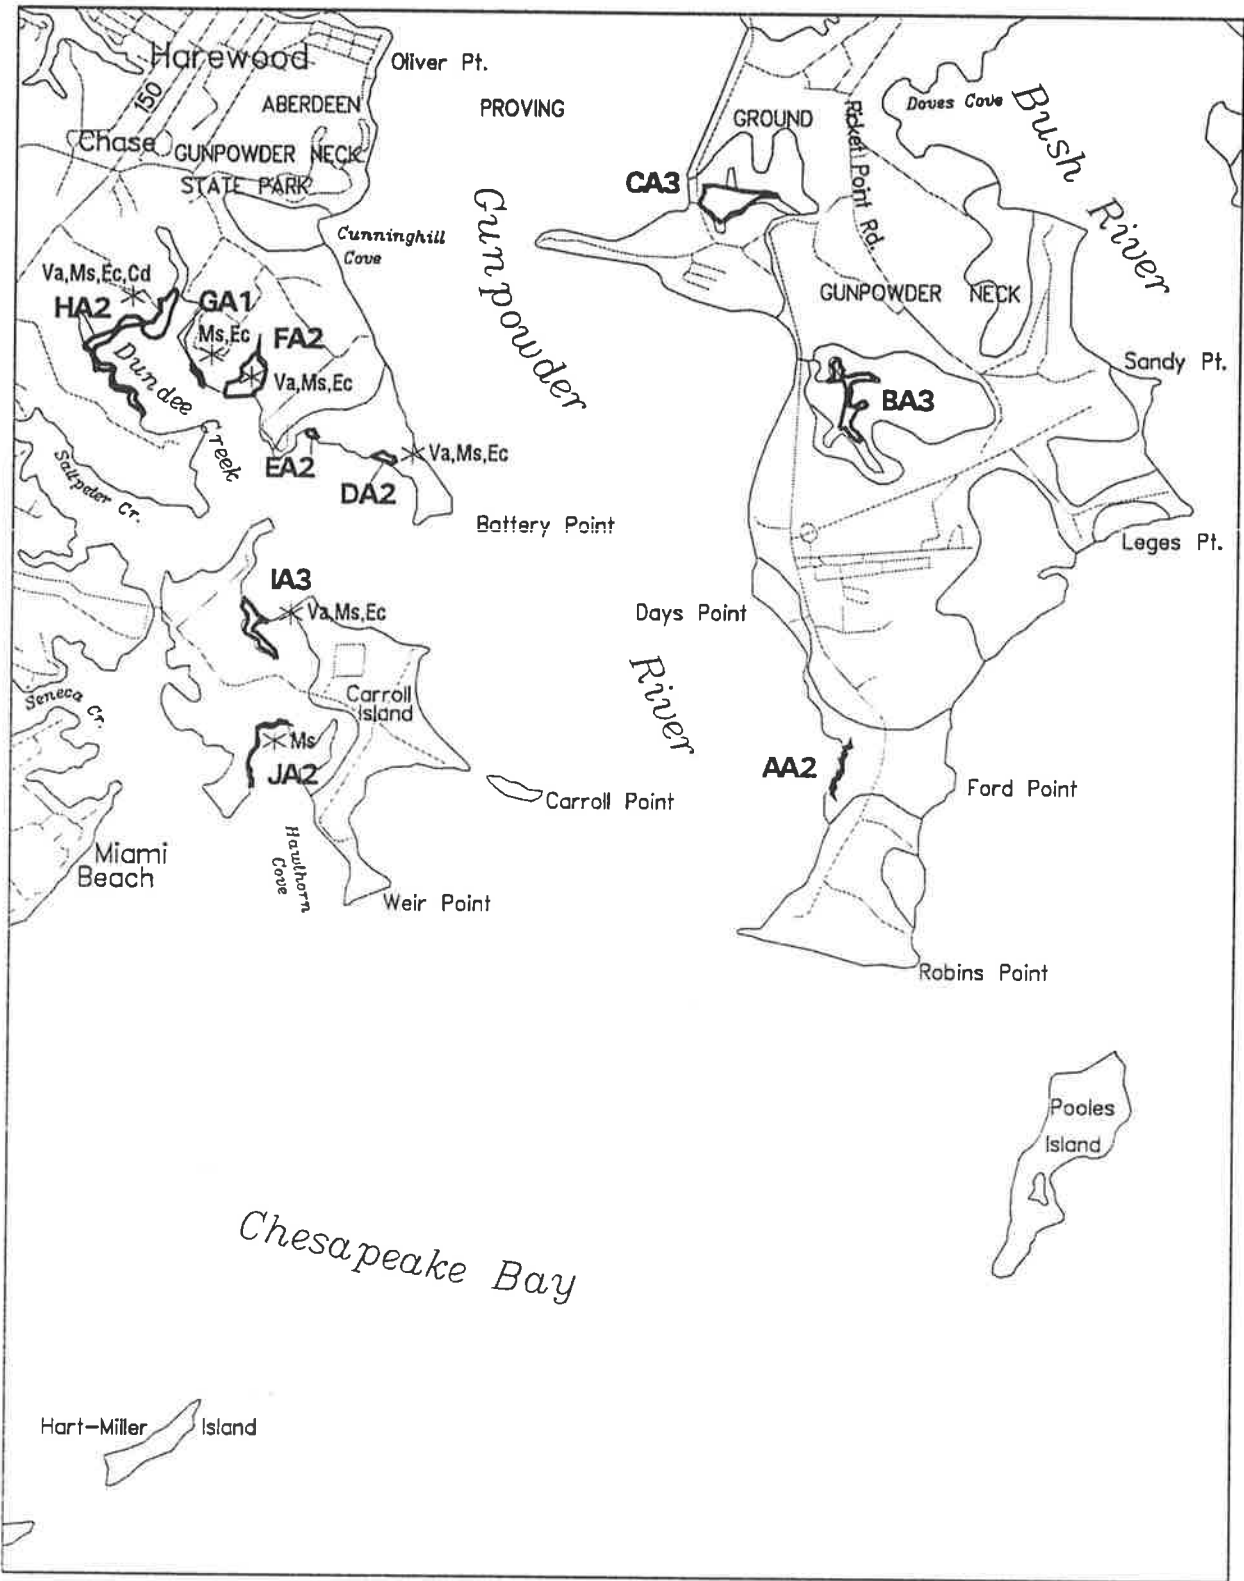 Harewood
Oliver Pt.
150
ABERDEEN
PROVING
GROUND
Doves Cove
Bush River
Chase
GUNPOWDER NECK
STATE PARK
Ricket Point Rd.
CA3
Cunninghill
Cove
Gunpowder
Va,Ms,Ec,Cd
HA2
GA1
Ms,Ec
FA2
Va,Ms,Ec
GUNPOWDER NECK
Sandy Pt.
Dundee Creek
BA3
EA2
DA2
Va,Ms,Ec
Saltpeter Cr.
Battery Point
Leges Pt.
IA3
Va,Ms,Ec
Days Point
River
Seneca Cr.
Carroll
Island
Ms
JA2
AA2
Carroll Point
Ford Point
Miami
Beach
Hawlhorn
Cove
Weir Point
Robins Point
Pooles
Island
Chesapeake Bay
Hart-Miller Island